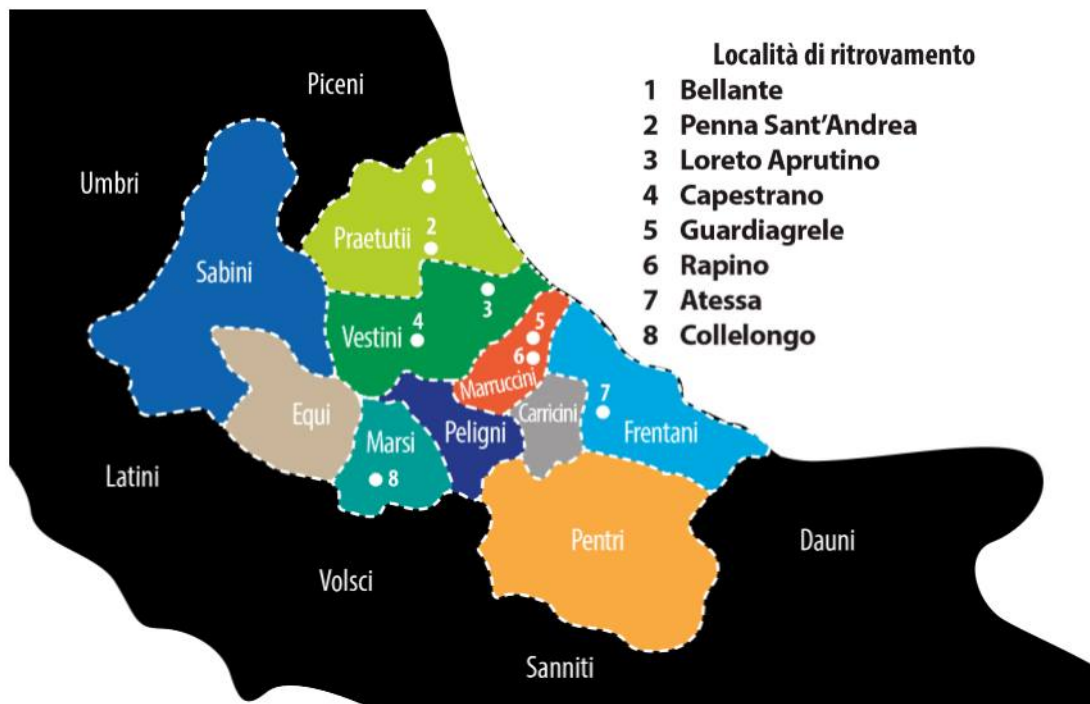 Località di ritrovamento
1 Bellante
2 Penna Sant'Andrea
3 Loreto Aprutino
4 Capestrano
5 Guardiagrele
6 Rapino
7 Atessa
8 Collelongo
Piceni
Umbri
1
2
Praetutii
Sabini
3
Vestini
4
5
6
Marruccini
Equi
Marsi
Peligni
Carricini
7
Frentani
8
Latini
Pentri
Dauni
Volsci
Sanniti